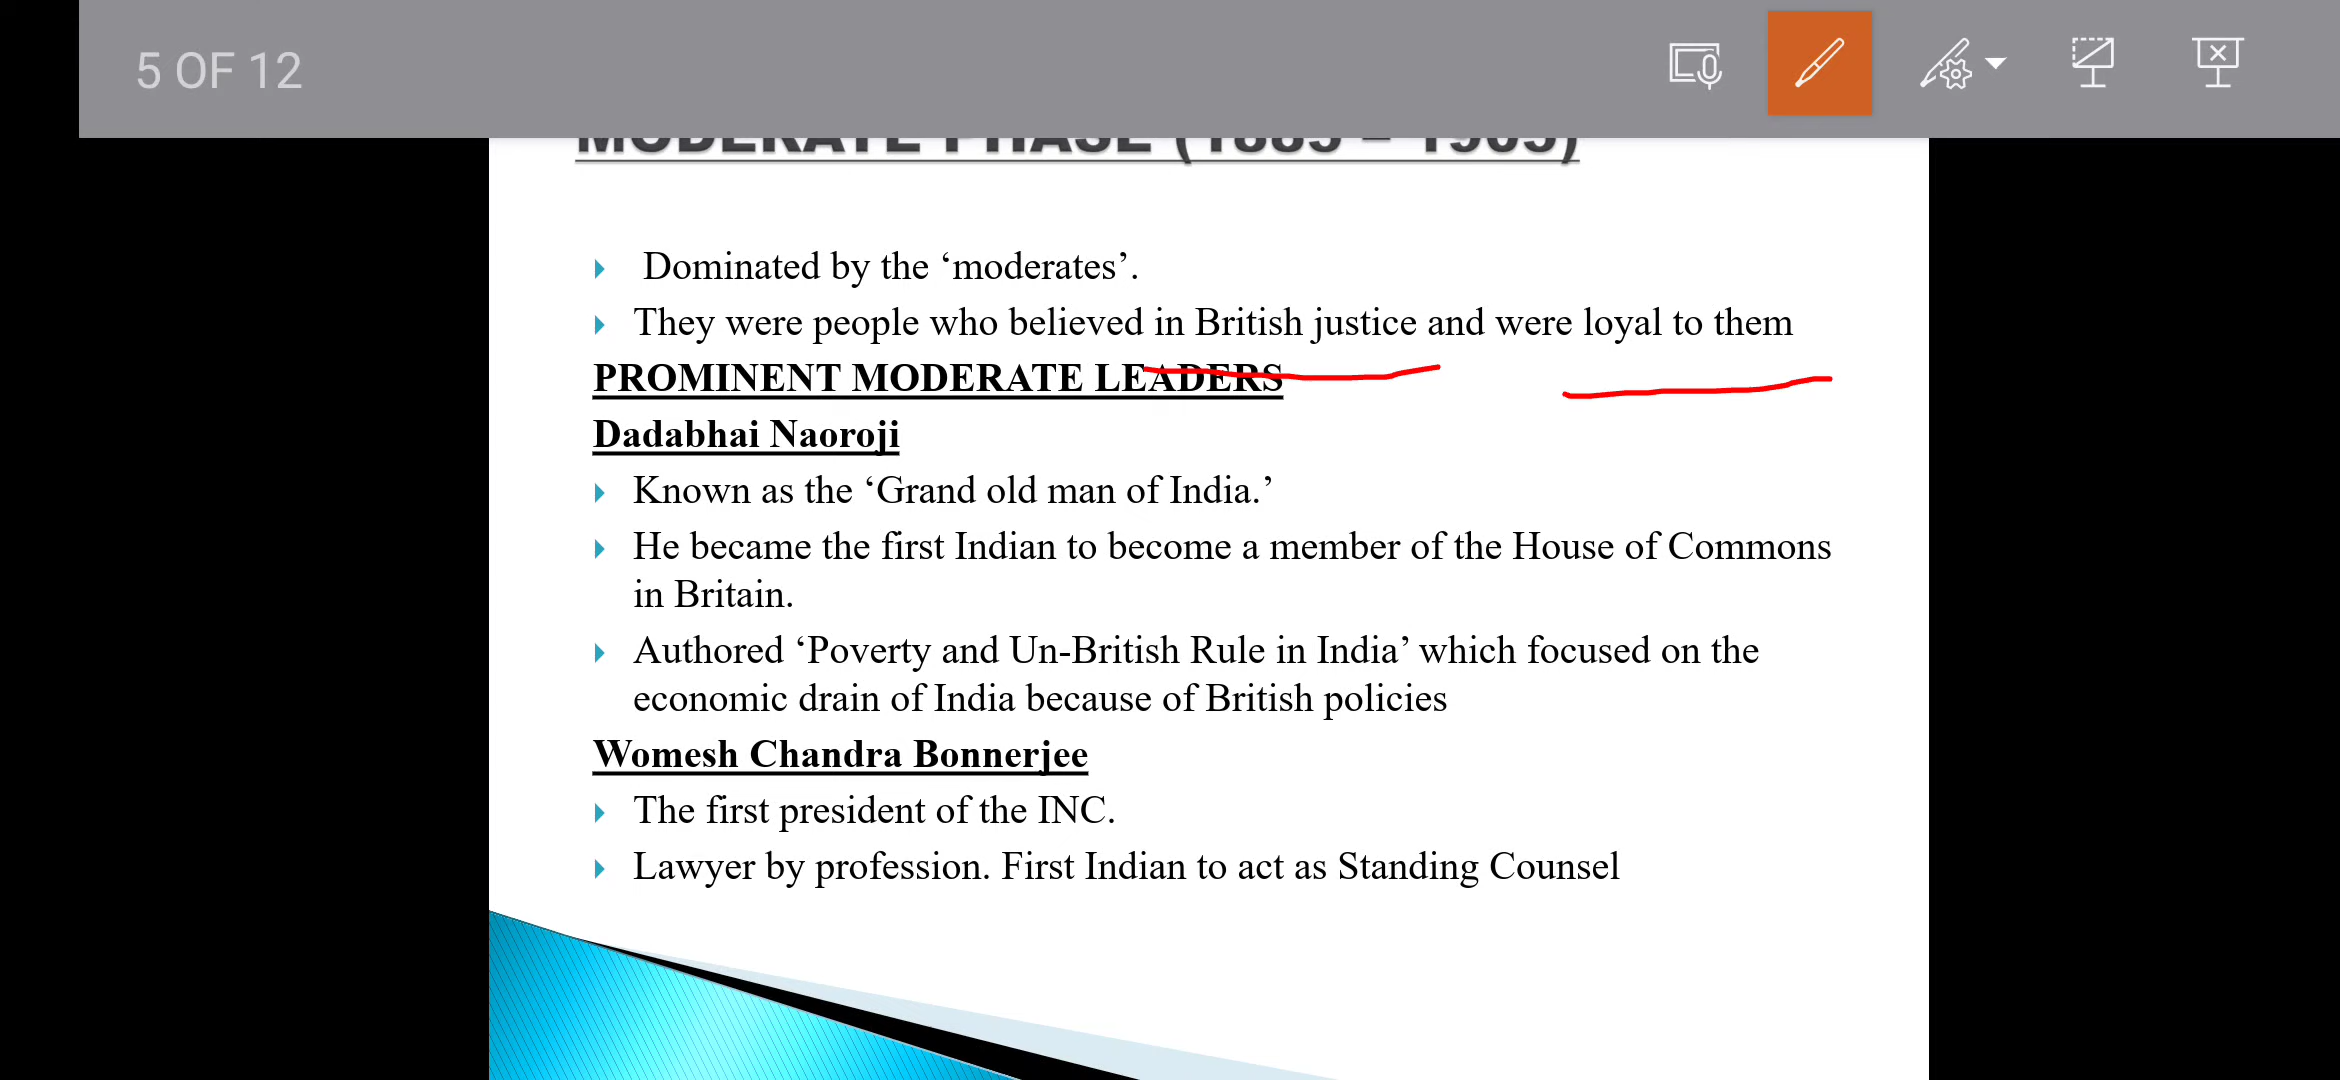 5 OF 12
MODERATE PHASE (1885 – 1905)
Dominated by the ‘moderates’.
They were people who believed in British justice and were loyal to them
PROMINENT MODERATE LEADERS
Dadabhai Naoroji
Known as the ‘Grand old man of India.’
He became the first Indian to become a member of the House of Commons
in Britain.
Authored ‘Poverty and Un-British Rule in India’ which focused on the
economic drain of India because of British policies
Womesh Chandra Bonnerjee
The first president of the INC.
Lawyer by profession. First Indian to act as Standing Counsel